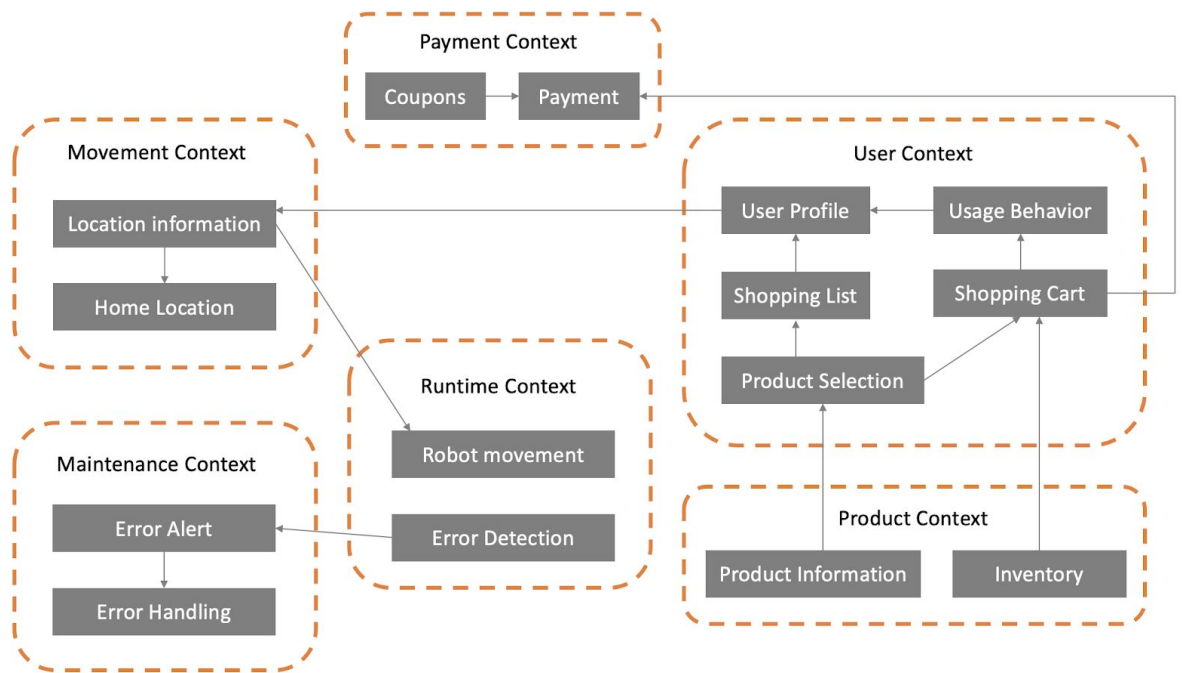 Payment Context
Coupons
Payment
Movement Context
Location information
Home Location
User Context
User Profile
Usage Behavior
Shopping List
Shopping Cart
Product Selection
Runtime Context
Robot movement
Error Detection
Maintenance Context
Error Alert
Error Handling
Product Context
Product Information
Inventory